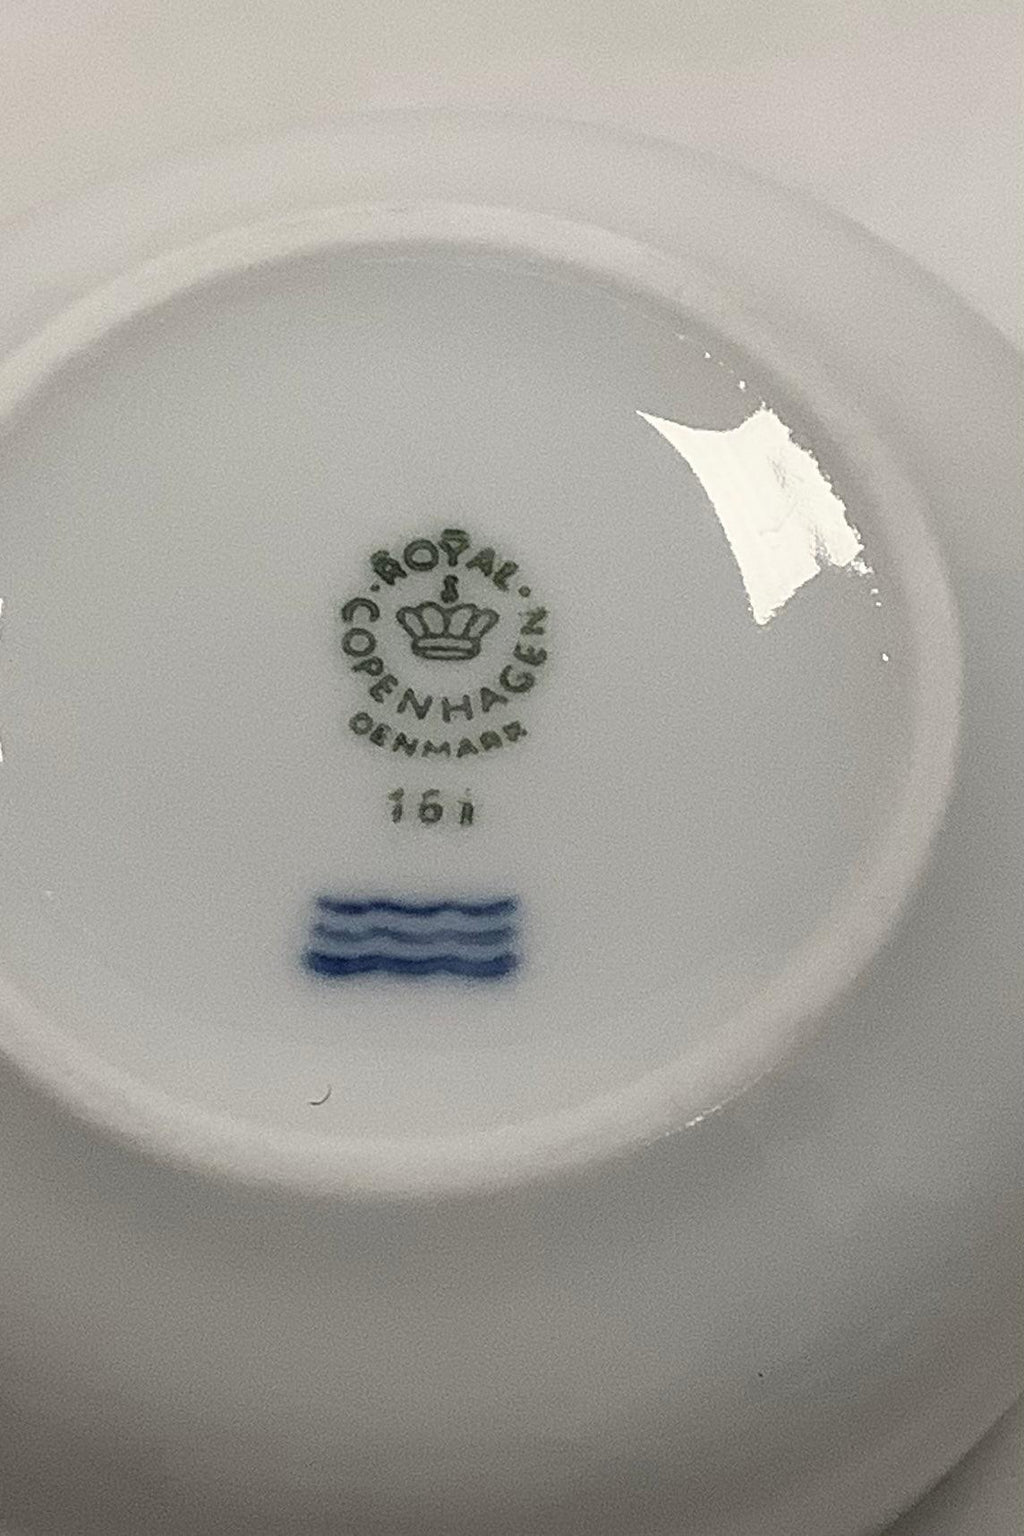 ROYAL
COPENHAGEN
DENMARK
161